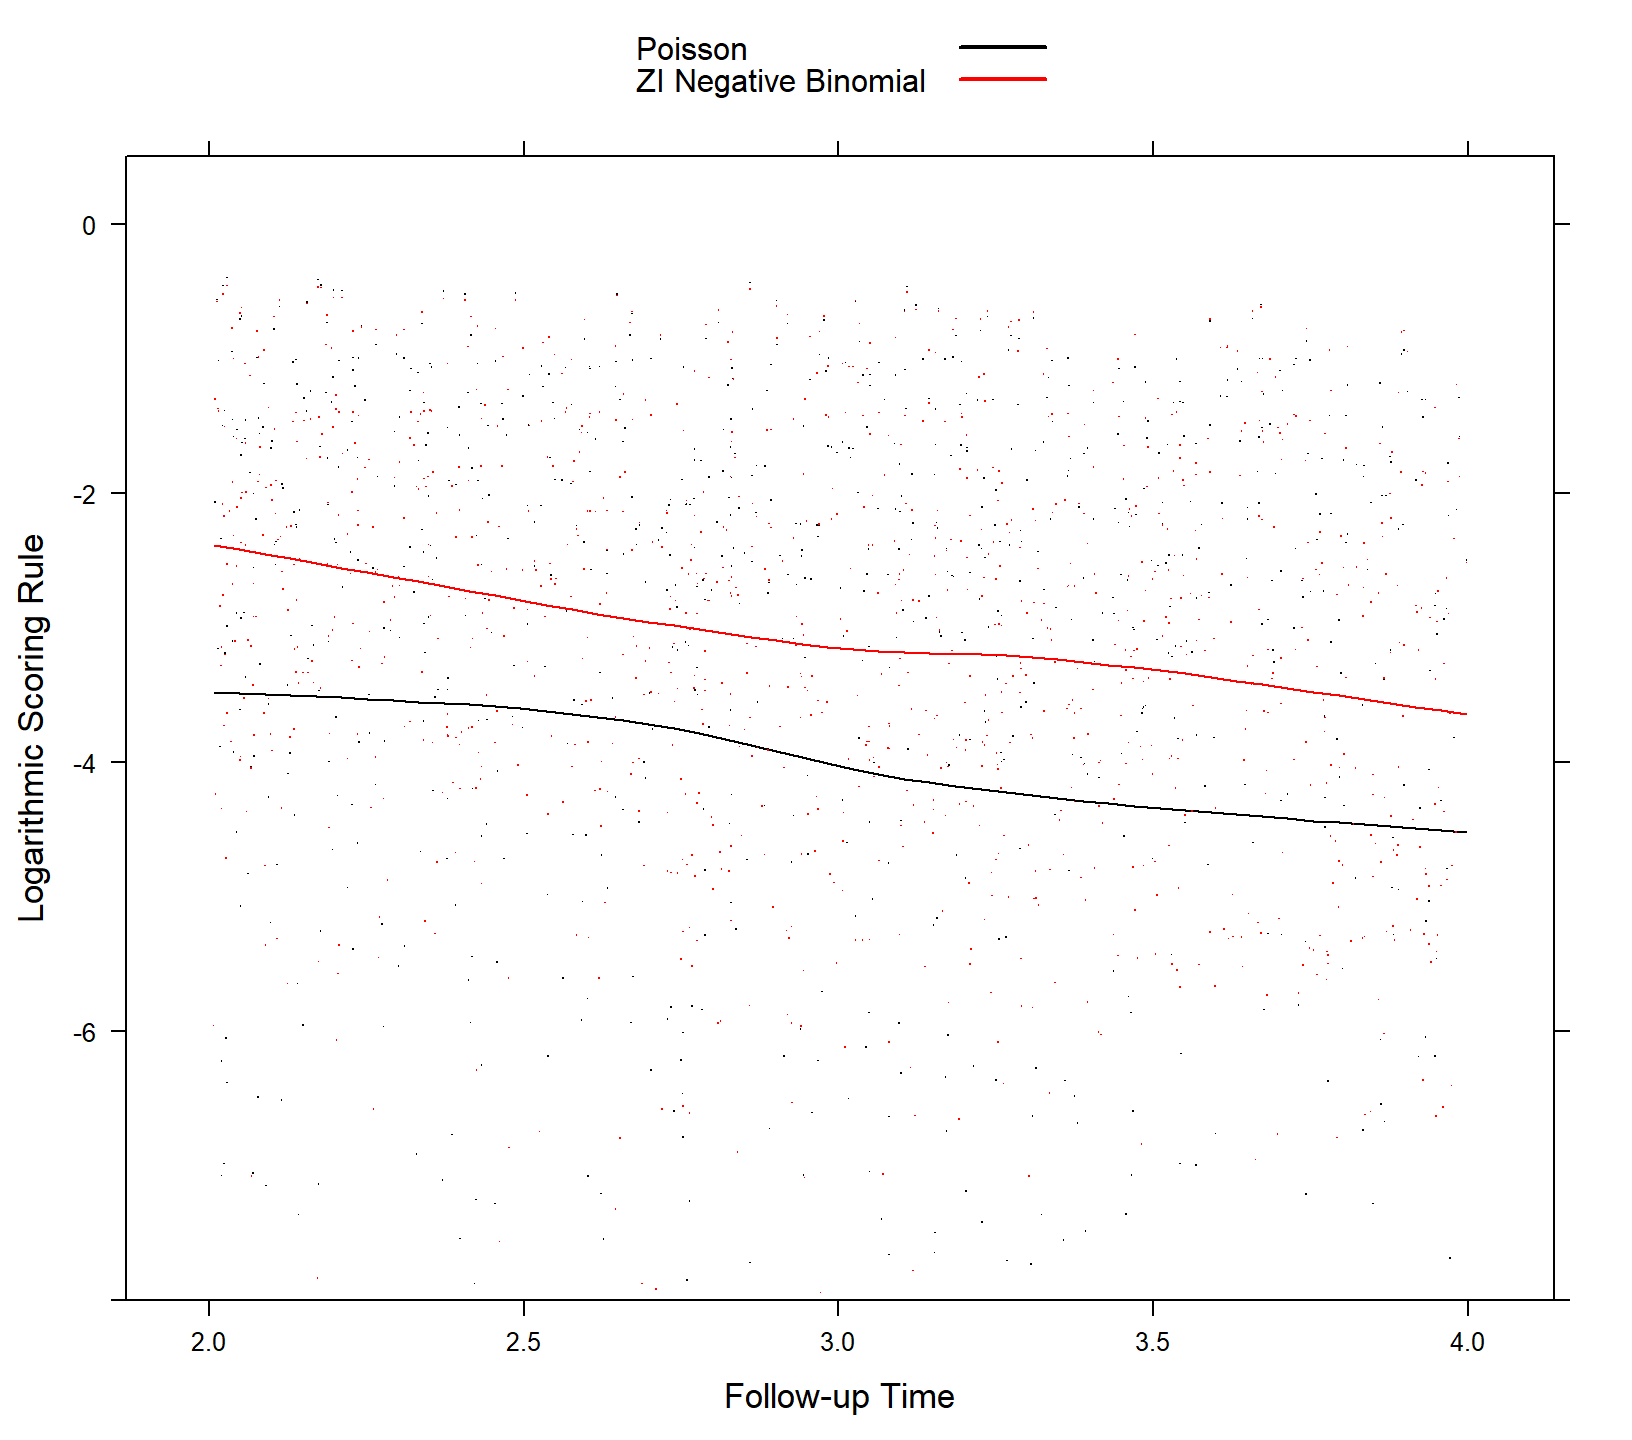 Poisson
ZI Negative Binomial
0
-2
-4
-6
Logarithmic Scoring Rule
2.0 2.5 3.0 3.5 4.0
Follow-up Time